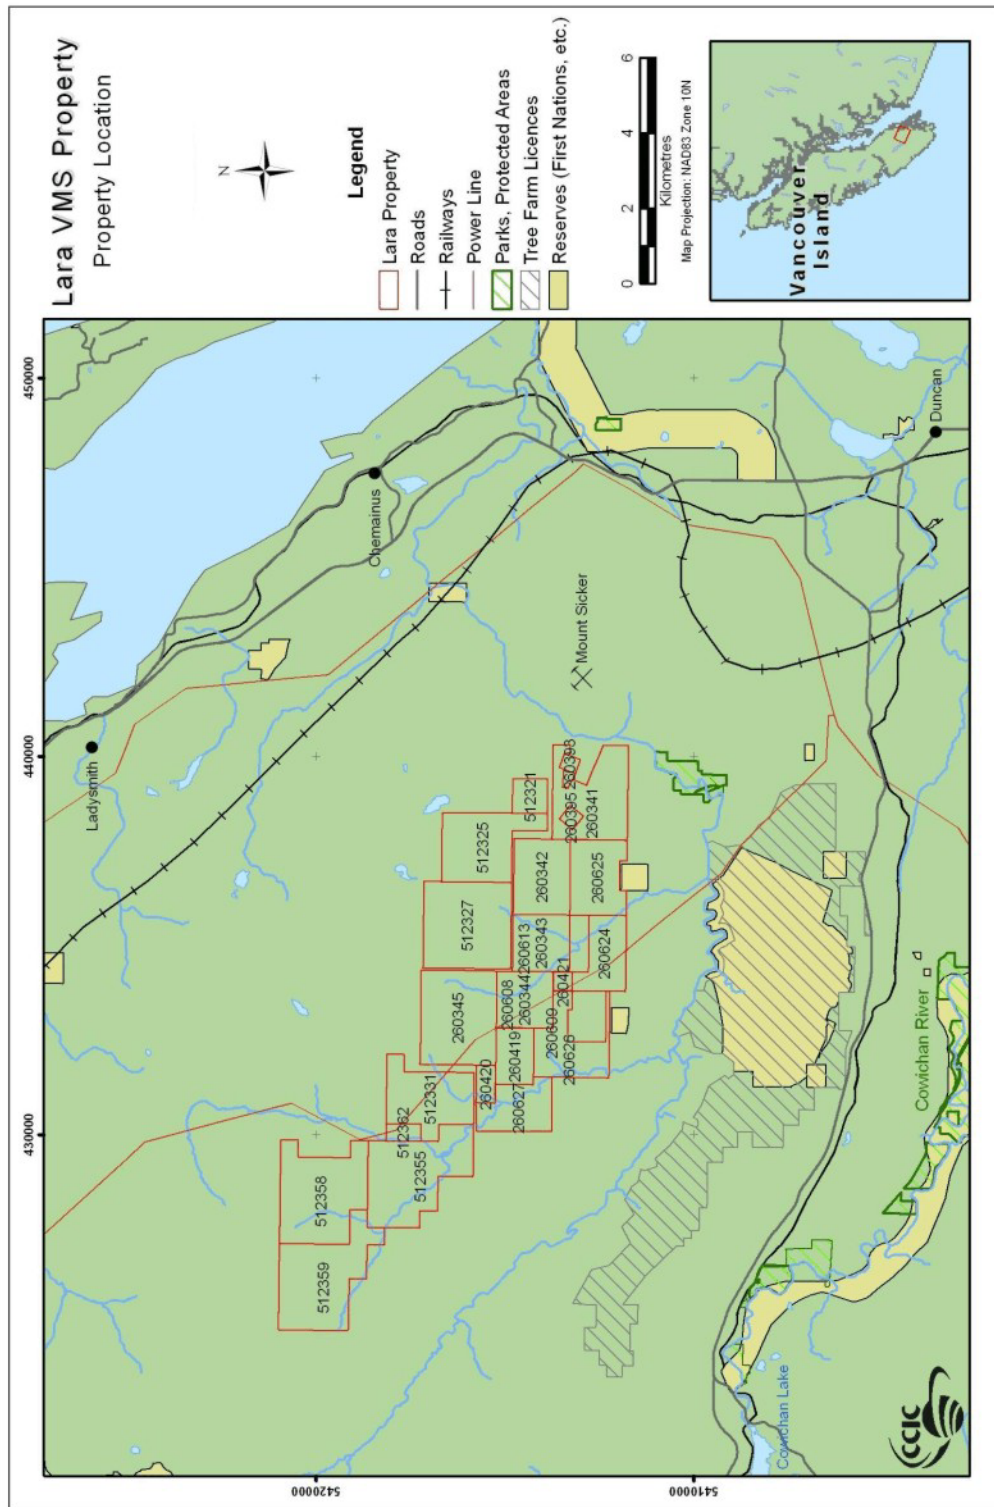 Lara VMS Property
Property Location
N
Legend
Lara Property
Roads
Railways
Power Line
Parks, Protected Areas
Tree Farm Licences
Reserves (First Nations, etc.)
0 2 4 6
Kilometres
Map Projection: NAD83 Zone 10N
Vancouver
Island
430000
440000
450000
5420000
5410000
Ladysmith
Chemainus
Mount Sicker
Duncan
512359
512358
512362
512355
512331
260345
512327
512325
512321
260420
260627
260419
260608
260344
260613
260343
260342
260395
260398
260341
260609
260421
260626
260624
260625
Cowichan River
Cowichan Lake
CCIC